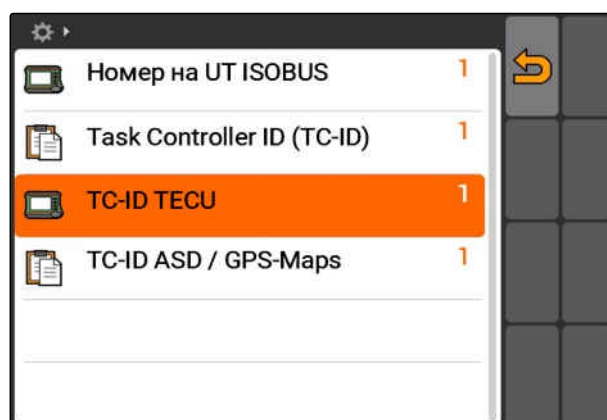 Номер на UT ISOBUS 1
Task Controller ID (TC-ID) 1
TC-ID TECU 1
TC-ID ASD / GPS-Maps 1